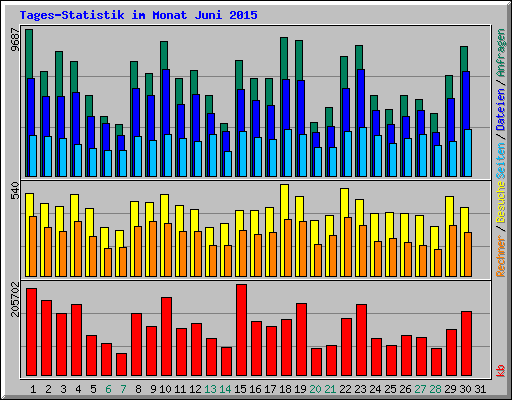 Tages-Statistik im Monat Juni 2015
9687
540
205702
Anfragen / Dateien / Seiten
Besuche / Rechner
kb
1 2 3 4 5 6 7 8 9 10 11 12 13 14 15 16 17 18 19 20 21 22 23 24 25 26 27 28 29 30 31